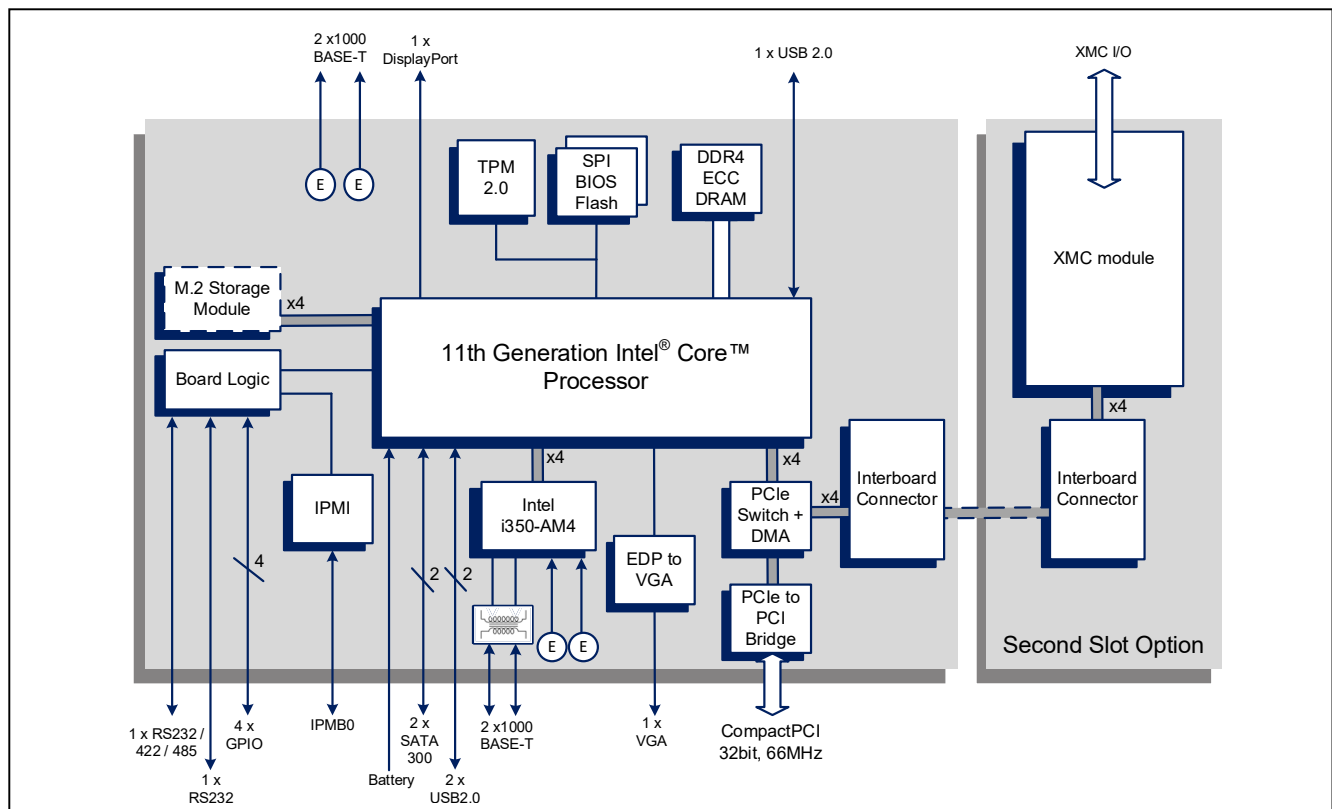 2 x1000
BASE-T
1 x
DisplayPort
1 x USB 2.0
XMC I/O
E
E
TPM
2.0
SPI
BIOS
Flash
DDR4
ECC
DRAM
XMC module
M.2 Storage
Module
x4
11th Generation Intel® Core™
Processor
Board Logic
x4
x4
x4
Interboard
Connector
Interboard
Connector
IPMI
Intel
i350-AM4
PCIe
Switch +
DMA
x4
EDP to
VGA
4
2
2
PCIe to
PCI
Bridge
E
E
Second Slot Option
1 x RS232 /
422 / 485
1 x
RS232
4 x
GPIO
IPMB0
Battery
2 x
SATA
300
2 x
USB2.0
2 x1000
BASE-T
1 x
VGA
CompactPCI
32bit, 66MHz